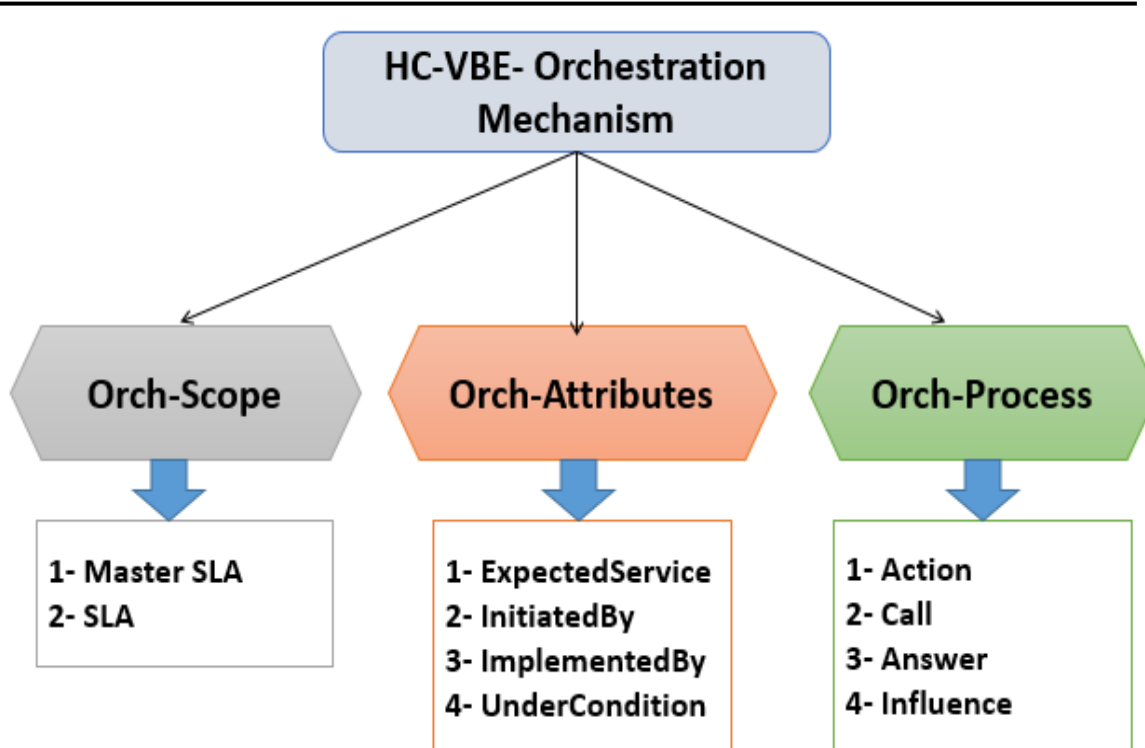 HC-VBE- Orchestration
Mechanism
Orch-Scope
Orch-Attributes
Orch-Process
1- Master SLA
2- SLA
1- ExpectedService
2- InitiatedBy
3- ImplementedBy
4- UnderCondition
1- Action
2- Call
3- Answer
4- Influence